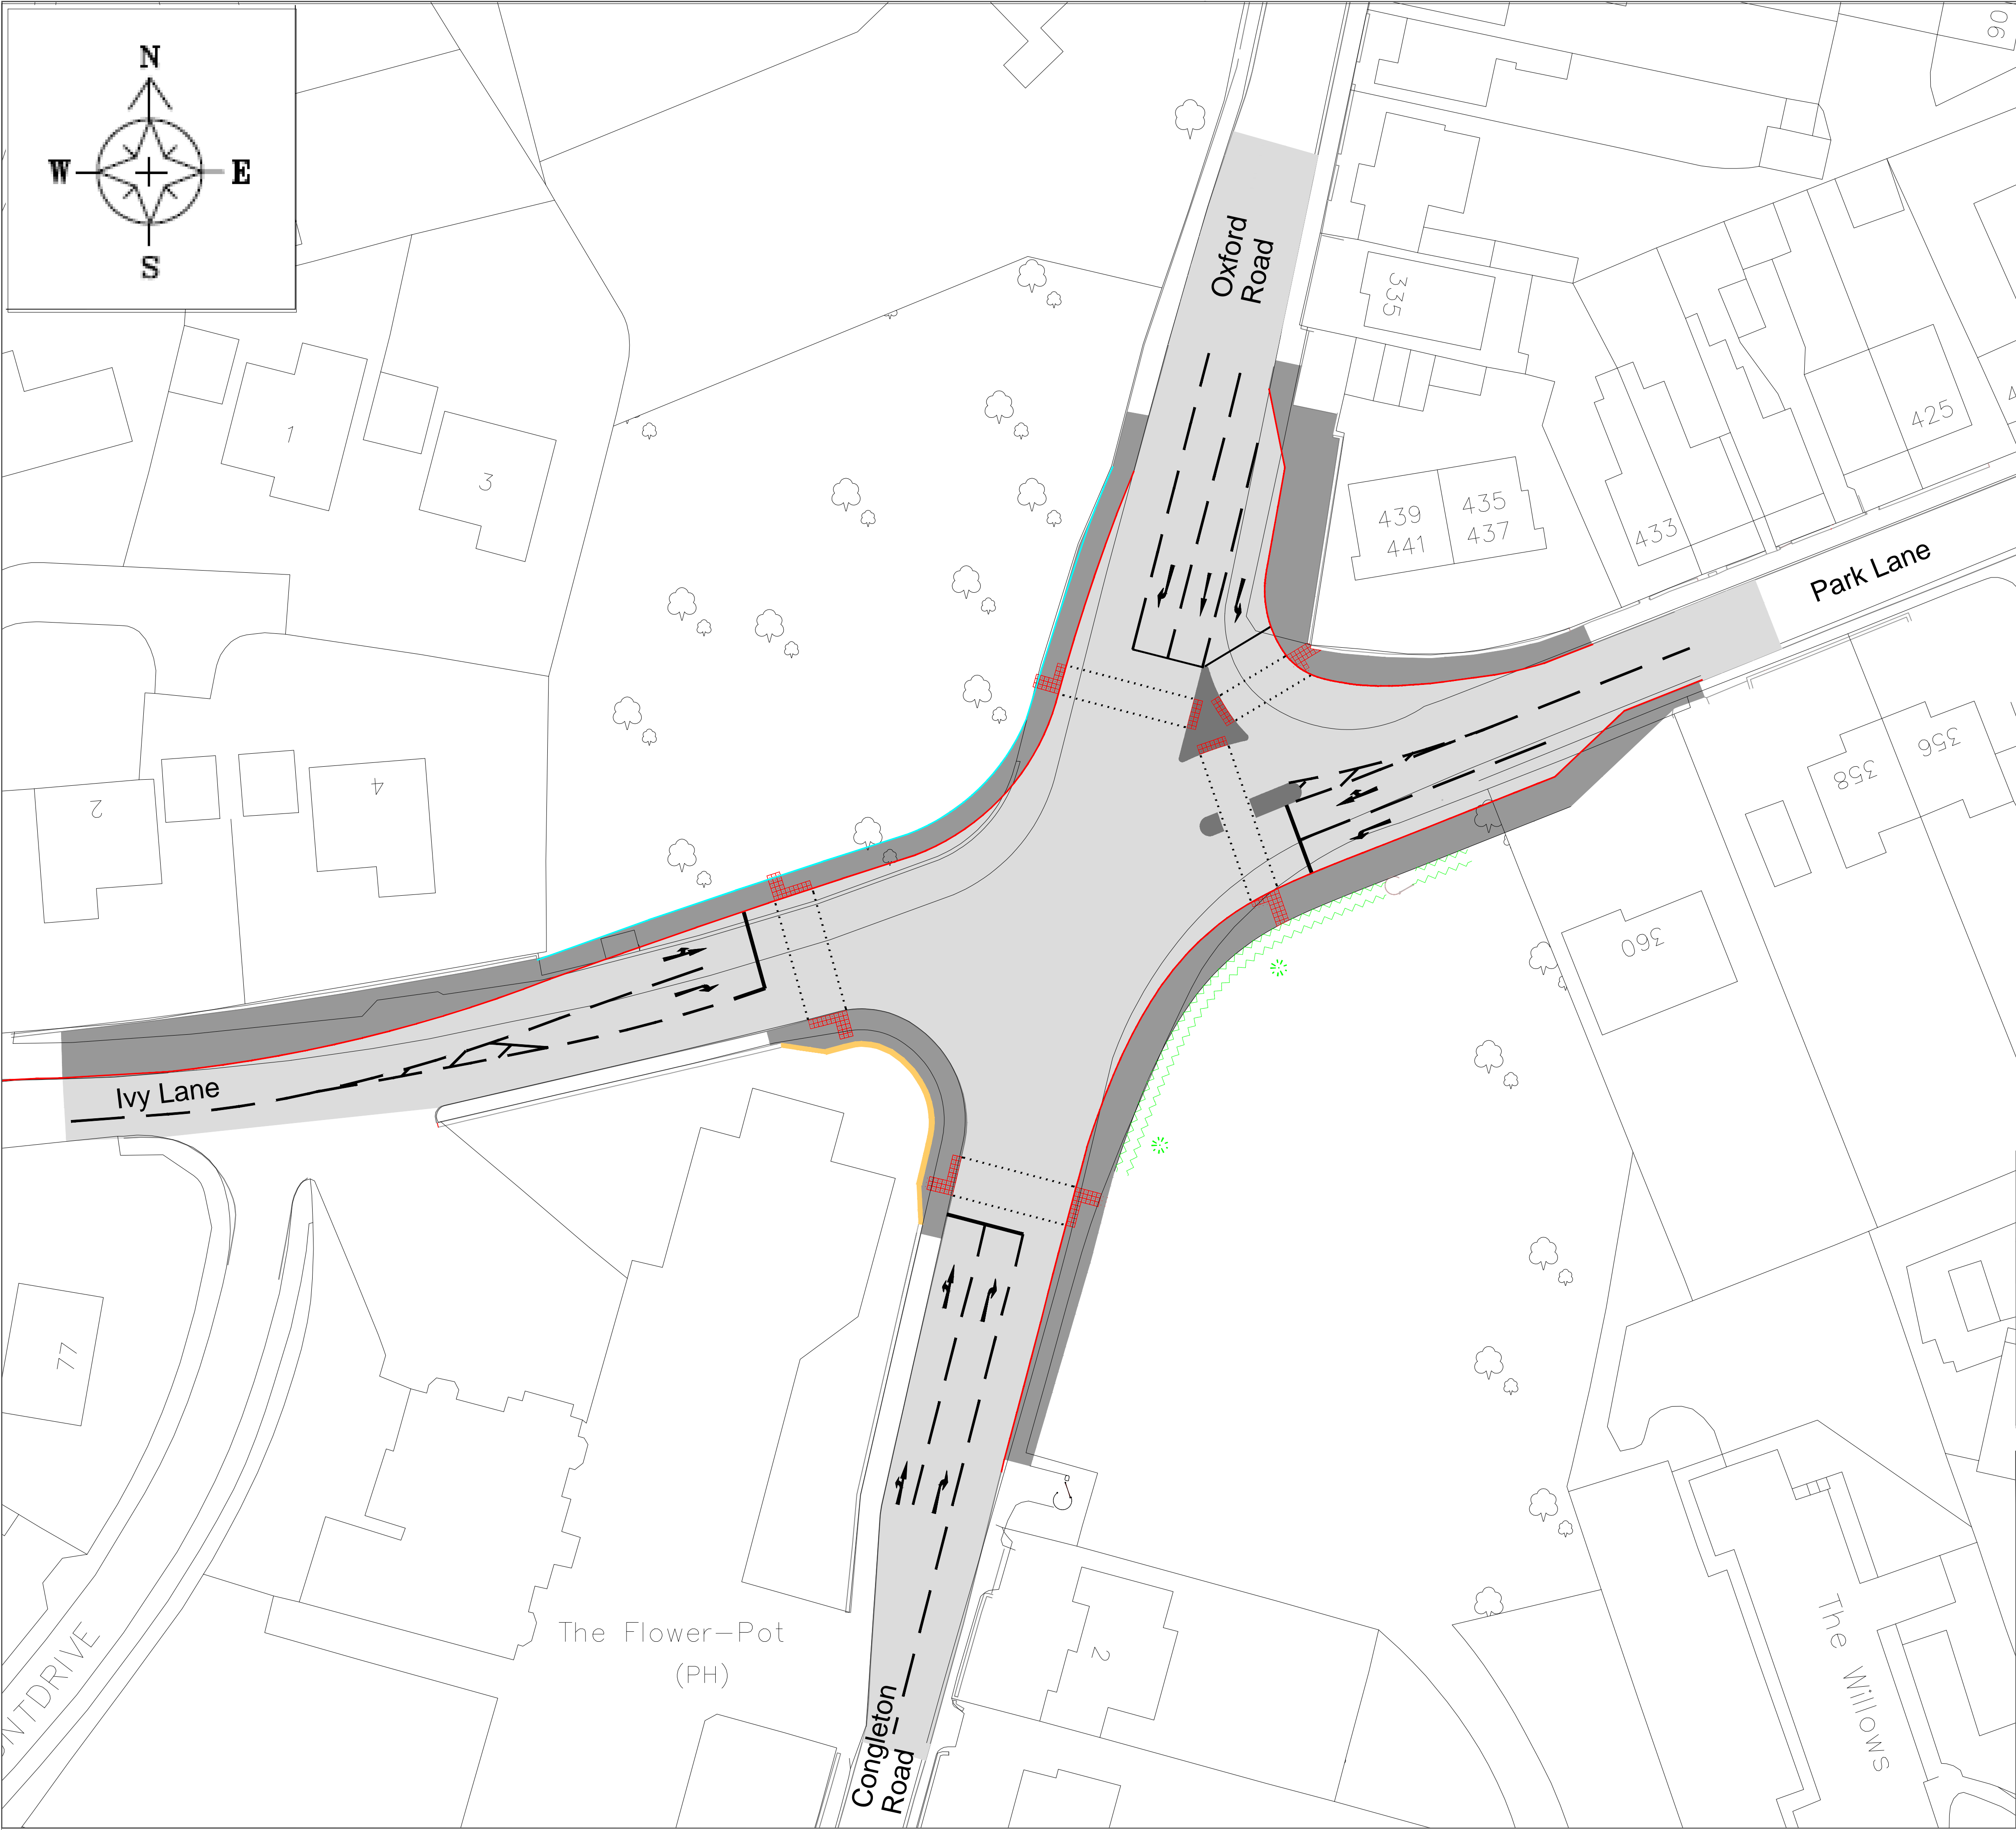 N
W
E
S
Oxford
Road
335
439
441
435
437
433
425
Park Lane
1
3
2
4
358
356
360
Ivy Lane
77
The Flower-Pot
(PH)
2
Congleton
Road
The Willows